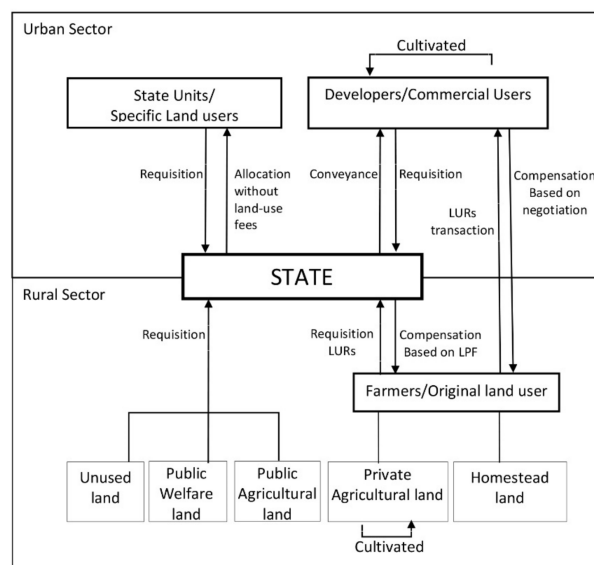 Urban Sector
Cultivated
State Units/
Specific Land users
Developers/Commercial Users
Requisition
Allocation
without
land-use
fees
Conveyance
Requisition
LURs
transaction
Compensation
Based on
negotiation
STATE
Rural Sector
Requisition
Requisition
LURs
Compensation
Based on LPF
Farmers/Original land user
Unused
land
Public
Welfare
land
Public
Agricultural
land
Private
Agricultural land
Homestead
land
Cultivated